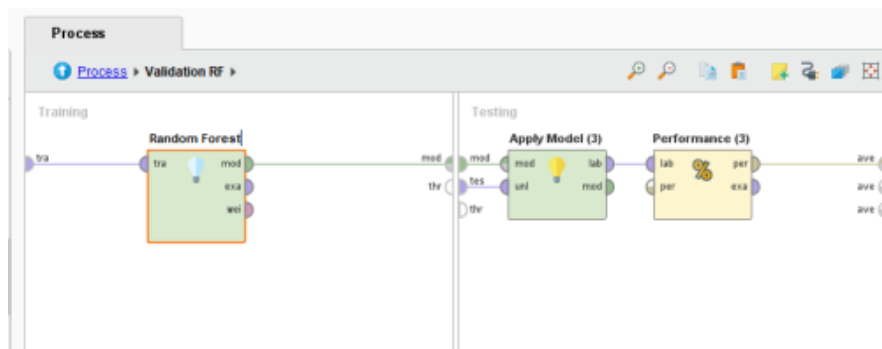 Process
Process ▸ Validation RF ▸
Training
Testing
Random Forest
Apply Model (3)
Performance (3)
tra
tra
mod
exa
wei
mod
thr
mod
tes
thr
mod
unl
lab
mod
lab
per
%
per
exa
ave
ave
ave